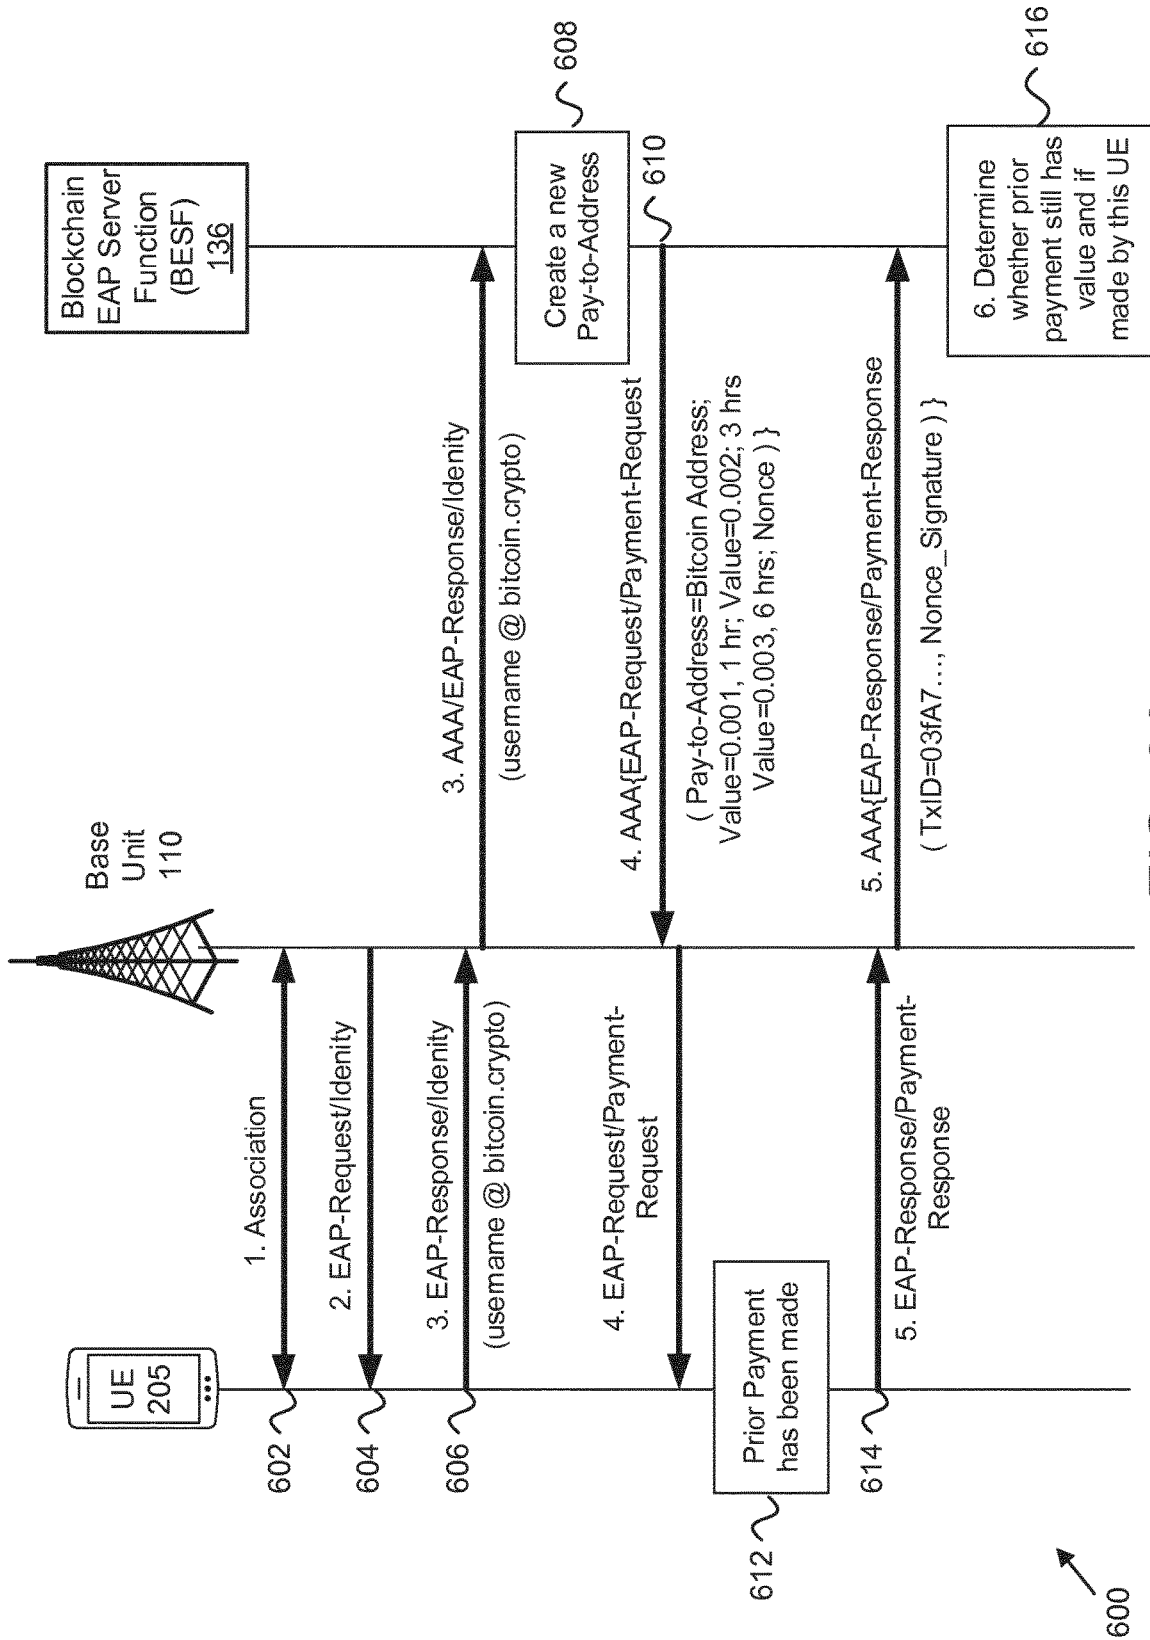 UE
205
Base
Unit
110
Blockchain
EAP Server
Function
(BESF)
136
602
1. Association
604
2. EAP-Request/Idenity
606
3. EAP-Response/Idenity
(username @ bitcoin.crypto)
3. AAA/EAP-Response/Idenity
(username @ bitcoin.crypto)
Create a new
Pay-to-Address
608
610
4. AAA{EAP-Request/Payment-Request
( Pay-to-Address=Bitcoin Address;
Value=0.001, 1 hr; Value=0.002; 3 hrs
Value=0.003, 6 hrs; Nonce ) }
4. EAP-Request/Payment-
Request
612
Prior Payment
has been made
614
5. EAP-Response/Payment-
Response
5. AAA{EAP-Response/Payment-Response
( TxID=03fA7..., Nonce_Signature ) }
6. Determine
whether prior
payment still has
value and if
made by this UE
616
600